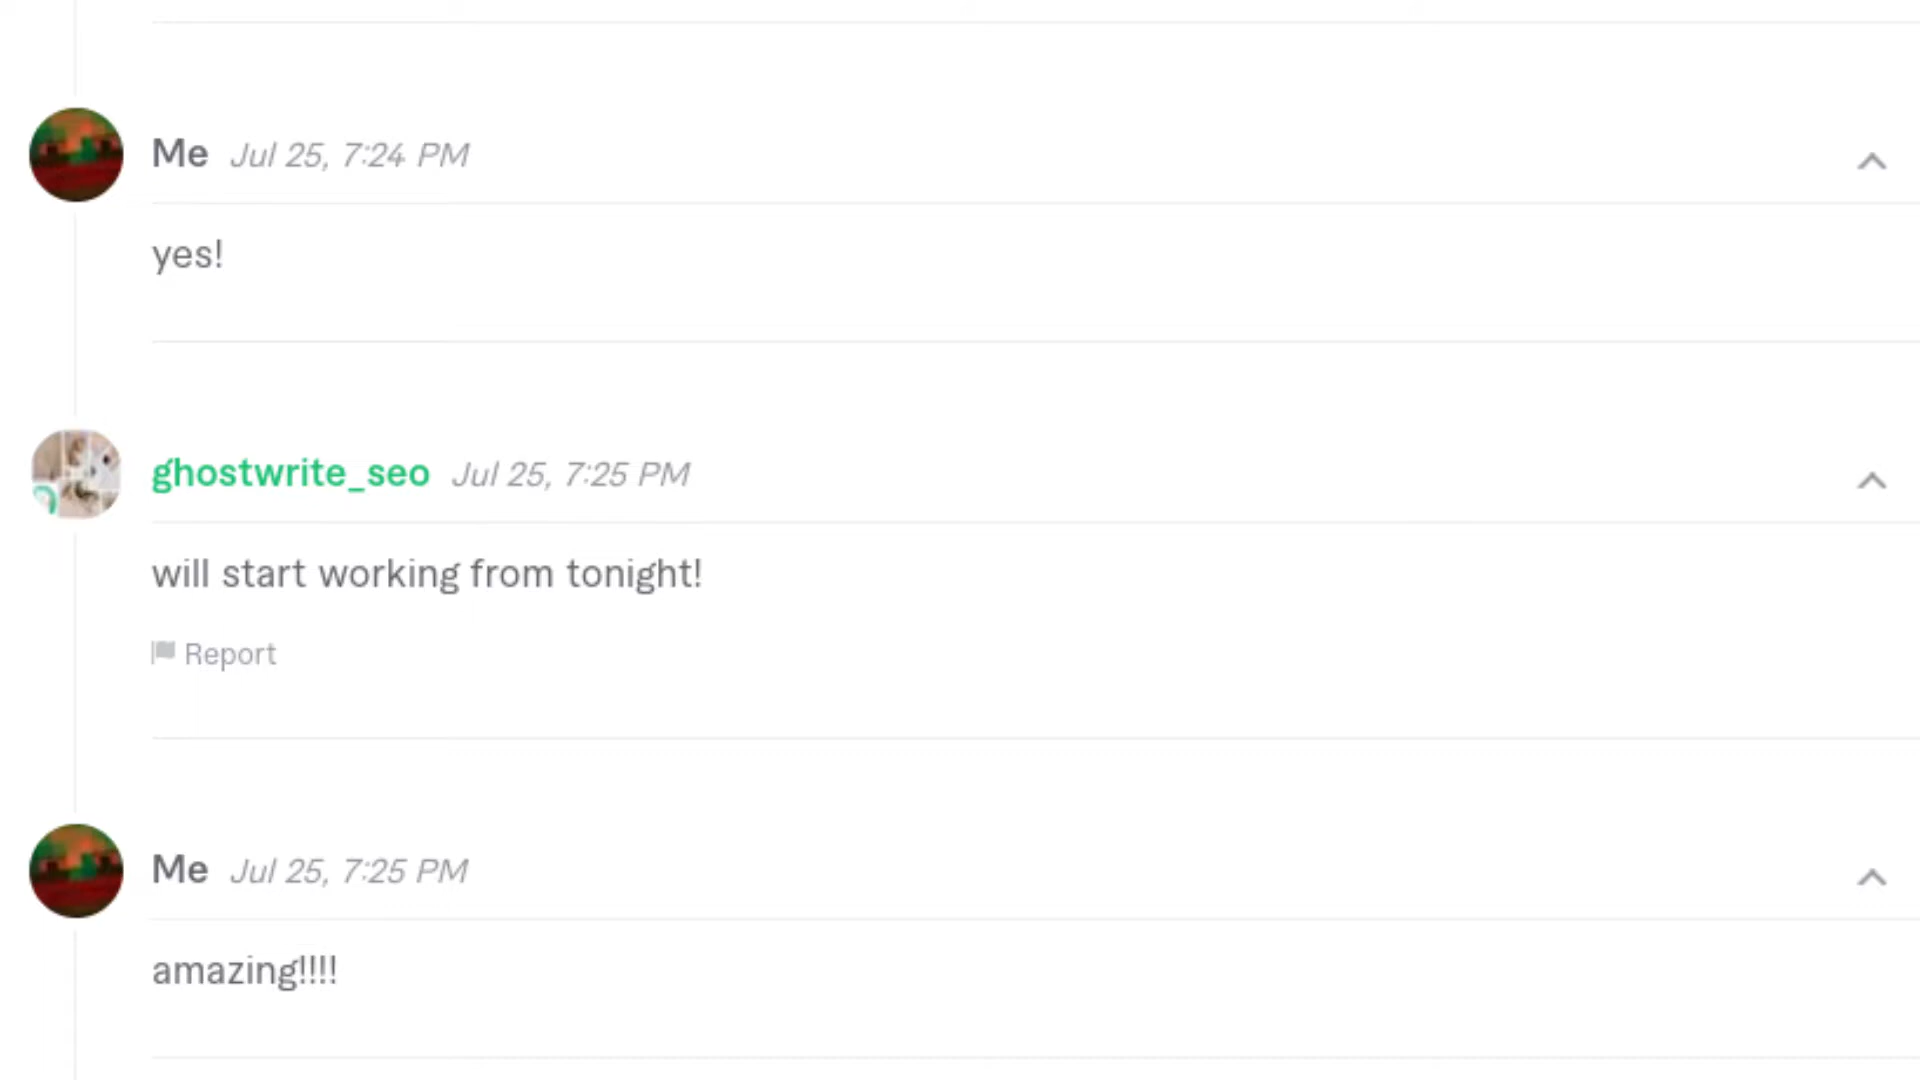 Me Jul 25, 7:24 PM
yes!
ghostwrite_seo Jul 25, 7:25 PM
will start working from tonight!
Report
Me Jul 25, 7:25 PM
amazing!!!!